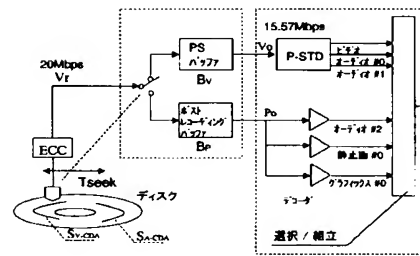 20Mbps
Vr
ECC
Tseek
ディスク
SV-CDA
SA-CDA
PS
バッファ
BV
ポスト
レコーディング
バッファ
BP
15.57Mbps
Vo
P-STD
ビデオ
オーディオ #0
オーディオ #1
Po
オーディオ #2
静止画 #0
グラフィックス #0
デコーダ
選択 / 組立